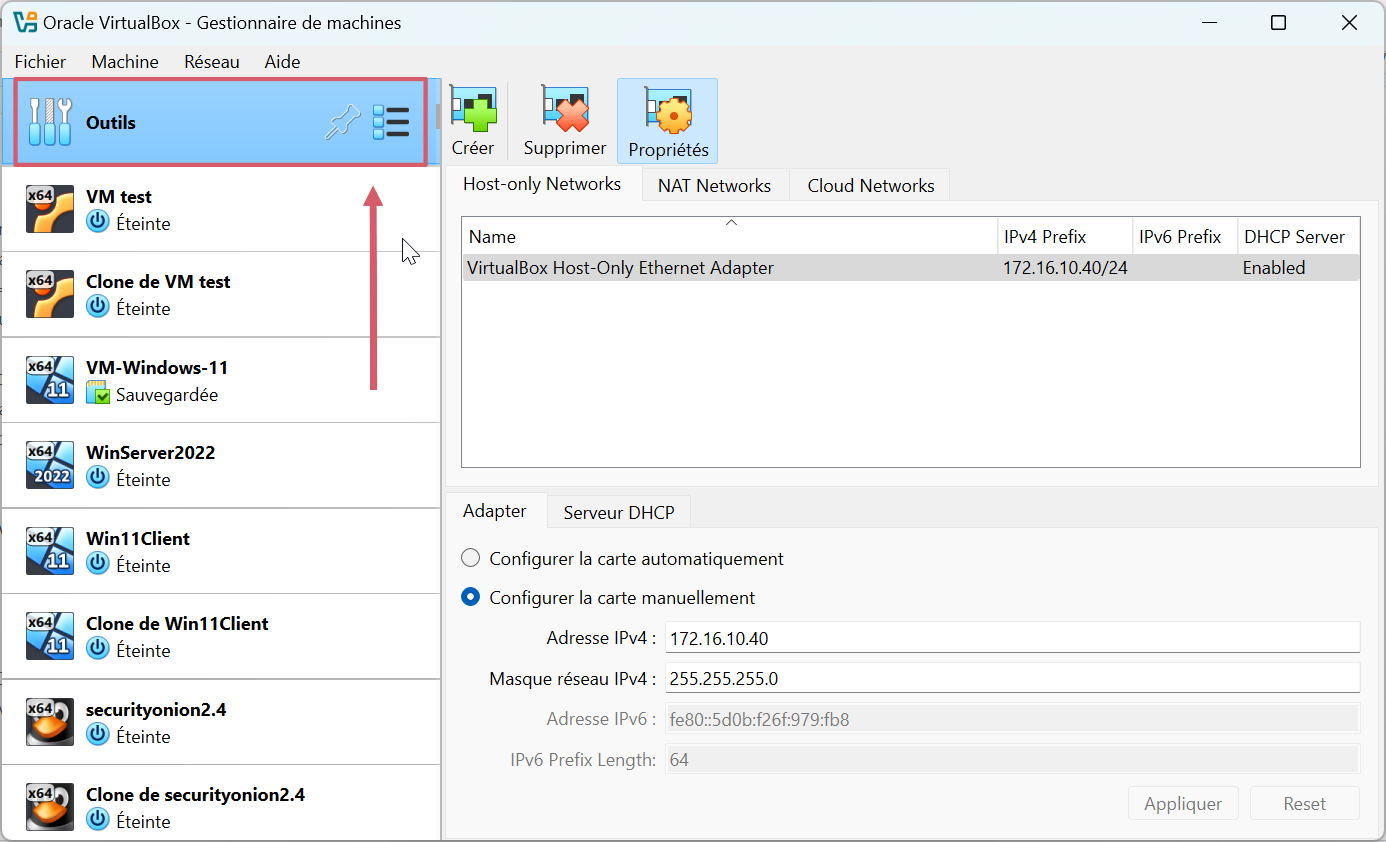 Oracle VirtualBox - Gestionnaire de machines
Fichier Machine Réseau Aide
Outils
x64 VM test
Éteinte
x64 Clone de VM test
Éteinte
x64 11 VM-Windows-11
Sauvegardée
x64 2022 WinServer2022
Éteinte
x64 11 Win11Client
Éteinte
x64 11 Clone de Win11Client
Éteinte
x64 securityonion2.4
Éteinte
x64 Clone de securityonion2.4
Éteinte
Créer Supprimer Propriétés
Host-only Networks NAT Networks Cloud Networks
Name IPv4 Prefix IPv6 Prefix DHCP Server
VirtualBox Host-Only Ethernet Adapter 172.16.10.40/24 Enabled
Adapter Serveur DHCP
Configurer la carte automatiquement
Configurer la carte manuellement
Adresse IPv4 : 172.16.10.40
Masque réseau IPv4 : 255.255.255.0
Adresse IPv6 : fe80::5d0b:f26f:979:fb8
IPv6 Prefix Length: 64
Appliquer Reset